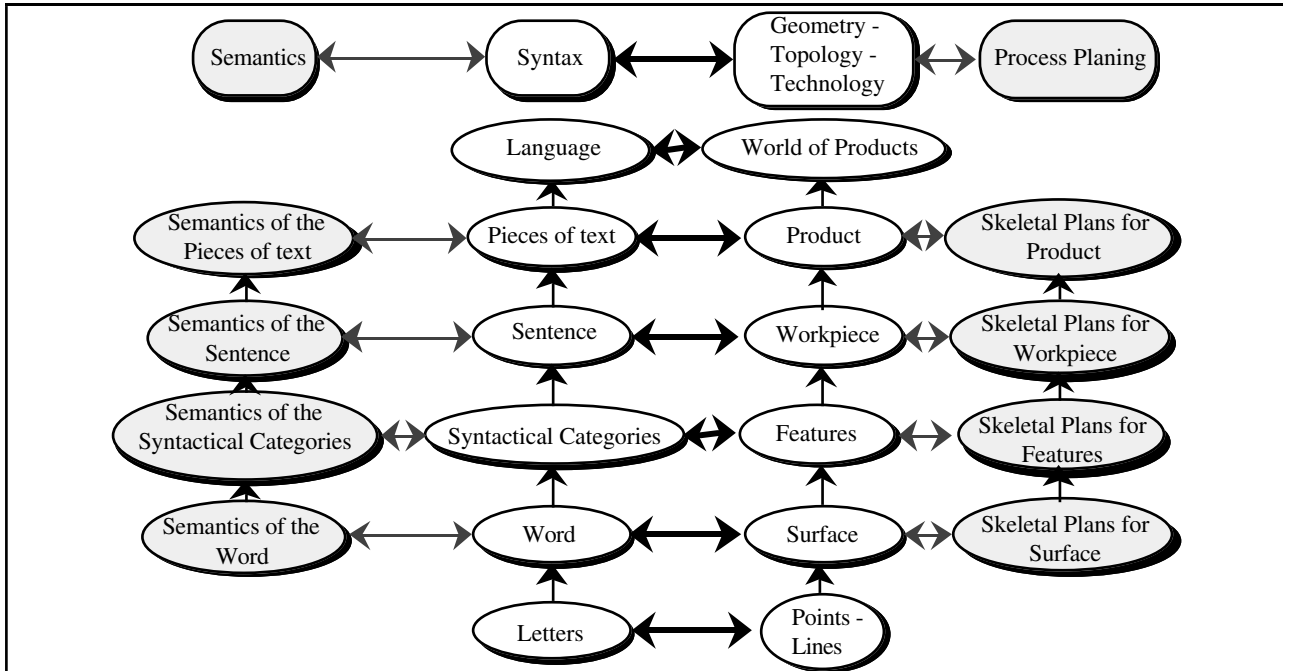 Semantics
Syntax
Geometry -
Topology -
Technology
Process Planing
Language
World of Products
Semantics of the
Pieces of text
Pieces of text
Product
Skeletal Plans for
Product
Semantics of the
Sentence
Sentence
Workpiece
Skeletal Plans for
Workpiece
Semantics of the
Syntactical Categories
Syntactical Categories
Features
Skeletal Plans for
Features
Semantics of the
Word
Word
Surface
Skeletal Plans for
Surface
Letters
Points -
Lines